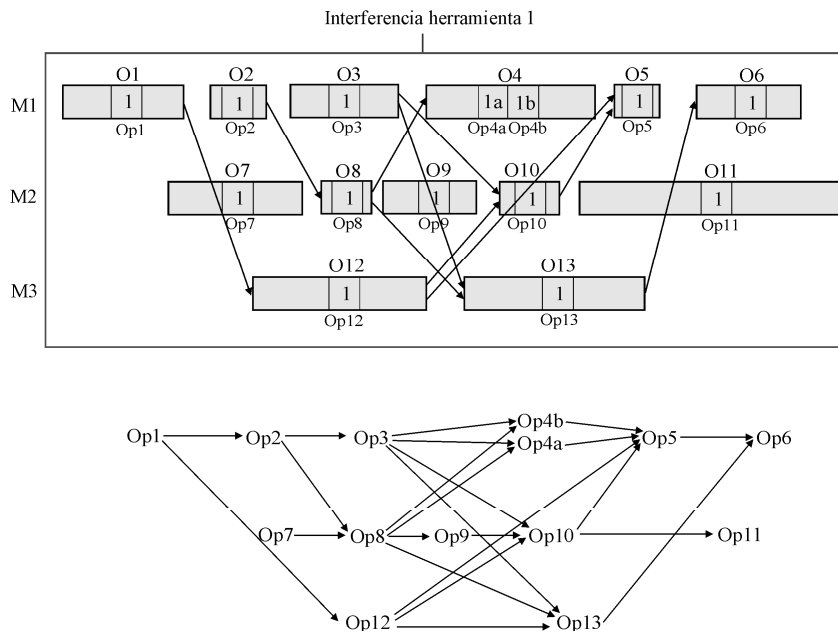 Interferencia herramienta 1
O1 O2 O3 O4 O5 O6
M1 1 1 1 1a 1b 1 1
Op1 Op2 Op3 Op4a Op4b Op5 Op6
O7 O8 O9 O10 O11
M2 1 1 1 1 1
Op7 Op8 Op9 Op10 Op11
O12 O13
M3 1 1
Op12 Op13
Op4b
Op1 Op2 Op3 Op4a Op5 Op6
Op7 Op8 Op9 Op10 Op11
Op12 Op13